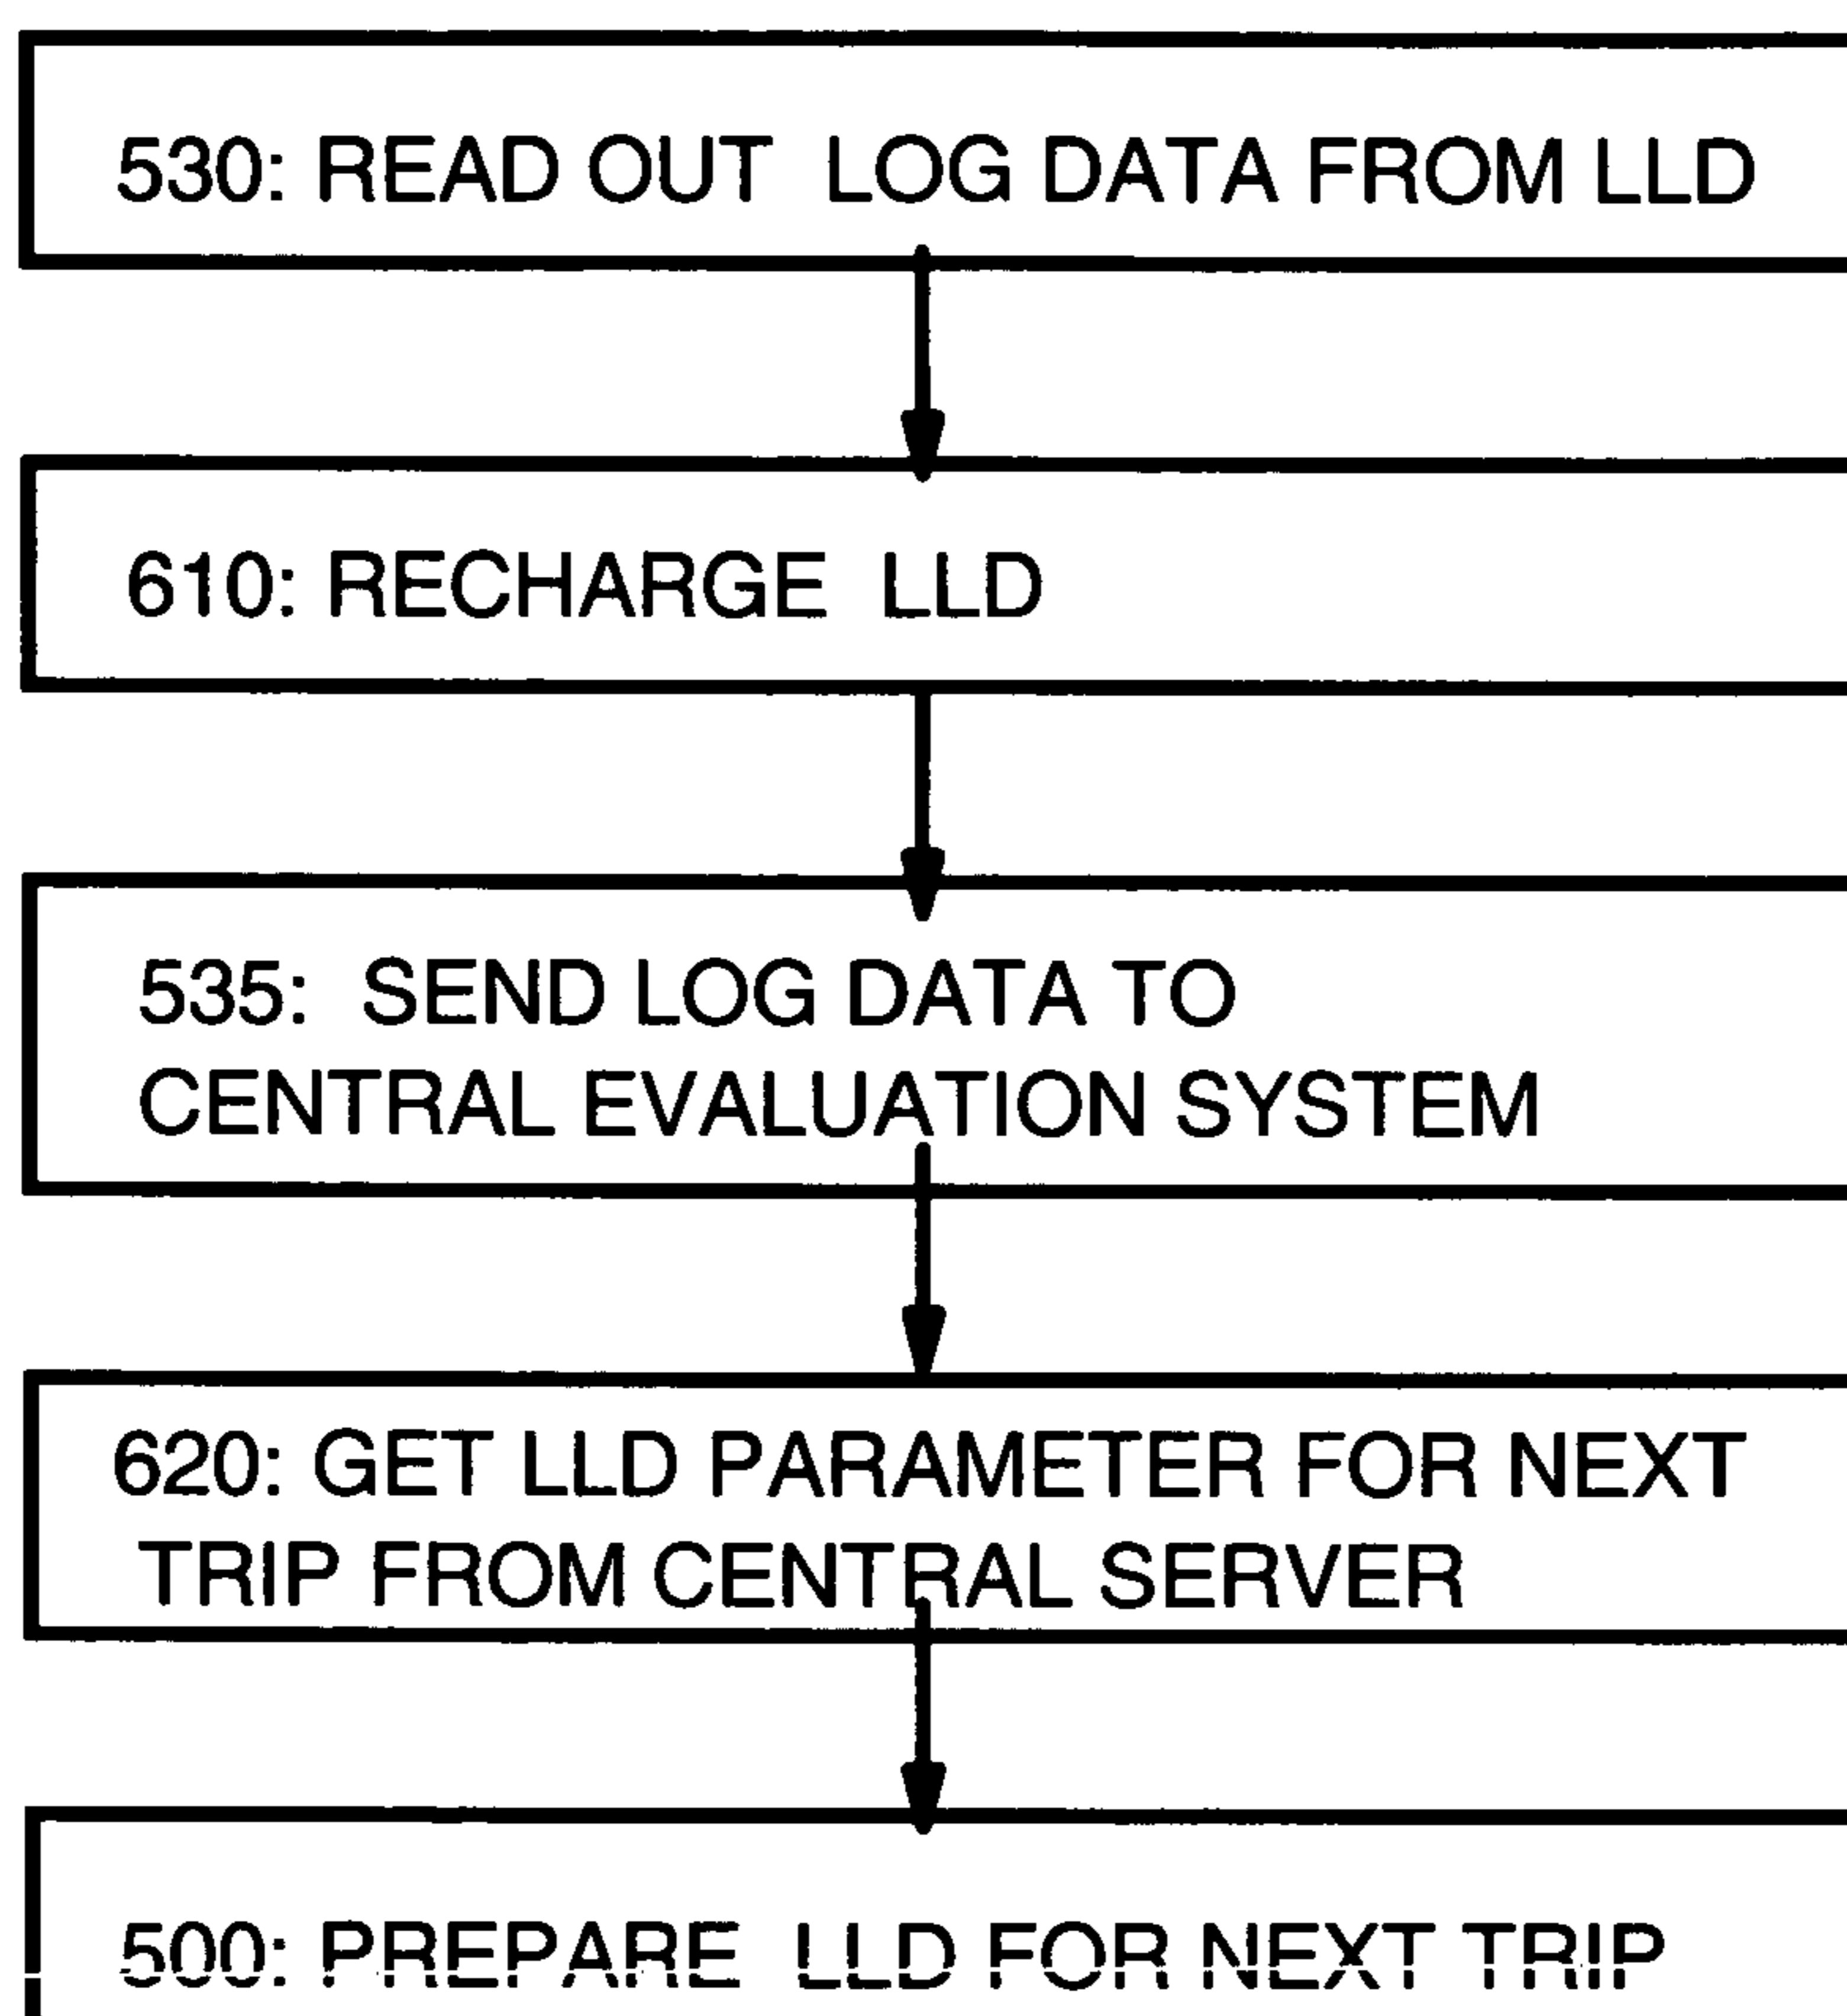 530: READ OUT LOG DATA FROM LLD
610: RECHARGE LLD
535: SEND LOG DATA TO
CENTRAL EVALUATION SYSTEM
620: GET LLD PARAMETER FOR NEXT
TRIP FROM CENTRAL SERVER
500: PREPARE LLD FOR NEXT TRIP